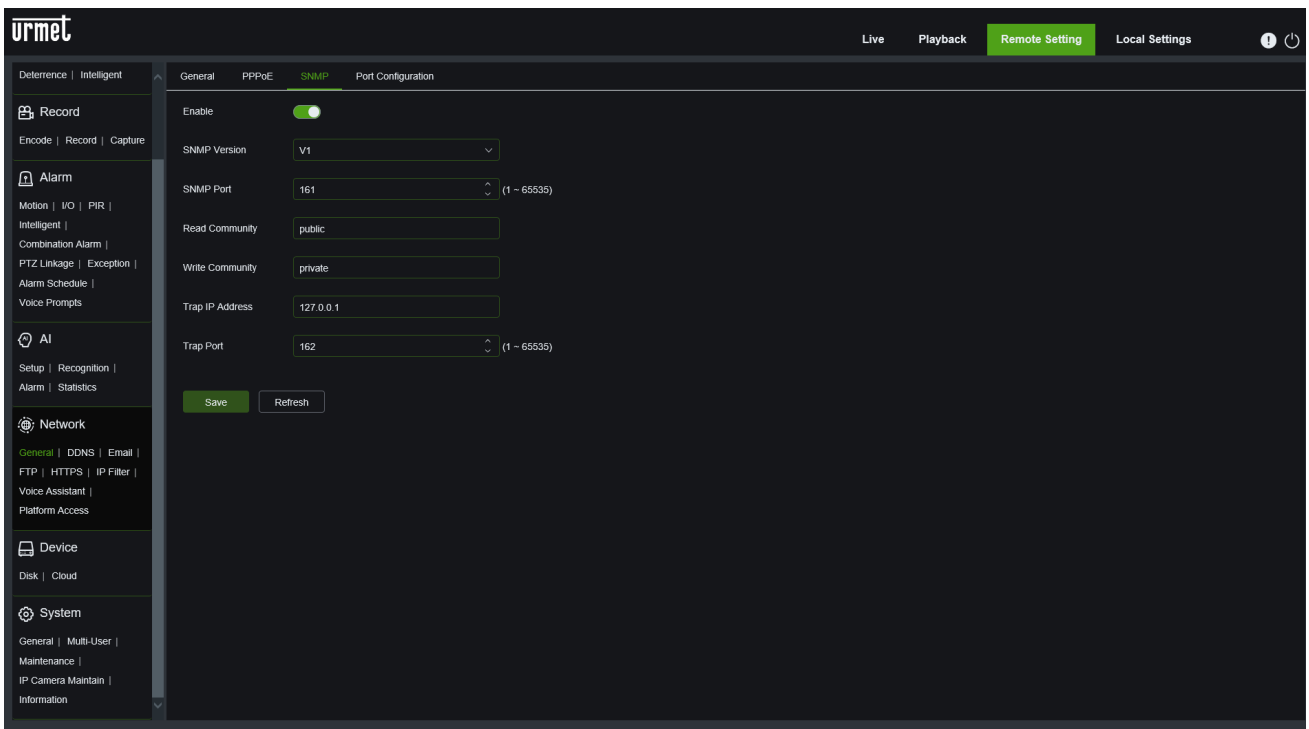 urmet
Live Playback Remote Setting Local Settings
Deterrence | Intelligent
Record
Encode | Record | Capture
Alarm
Motion | I/O | PIR |
Intelligent |
Combination Alarm |
PTZ Linkage | Exception |
Alarm Schedule |
Voice Prompts
AI
Setup | Recognition |
Alarm | Statistics
Network
General | DDNS | Email |
FTP | HTTPS | IP Filter |
Voice Assistant |
Platform Access
Device
Disk | Cloud
System
General | Multi-User |
Maintenance |
IP Camera Maintain |
Information
General PPPoE SNMP Port Configuration
Enable
SNMP Version V1
SNMP Port 161 (1 ~ 65535)
Read Community public
Write Community private
Trap IP Address 127.0.0.1
Trap Port 162 (1 ~ 65535)
Save Refresh